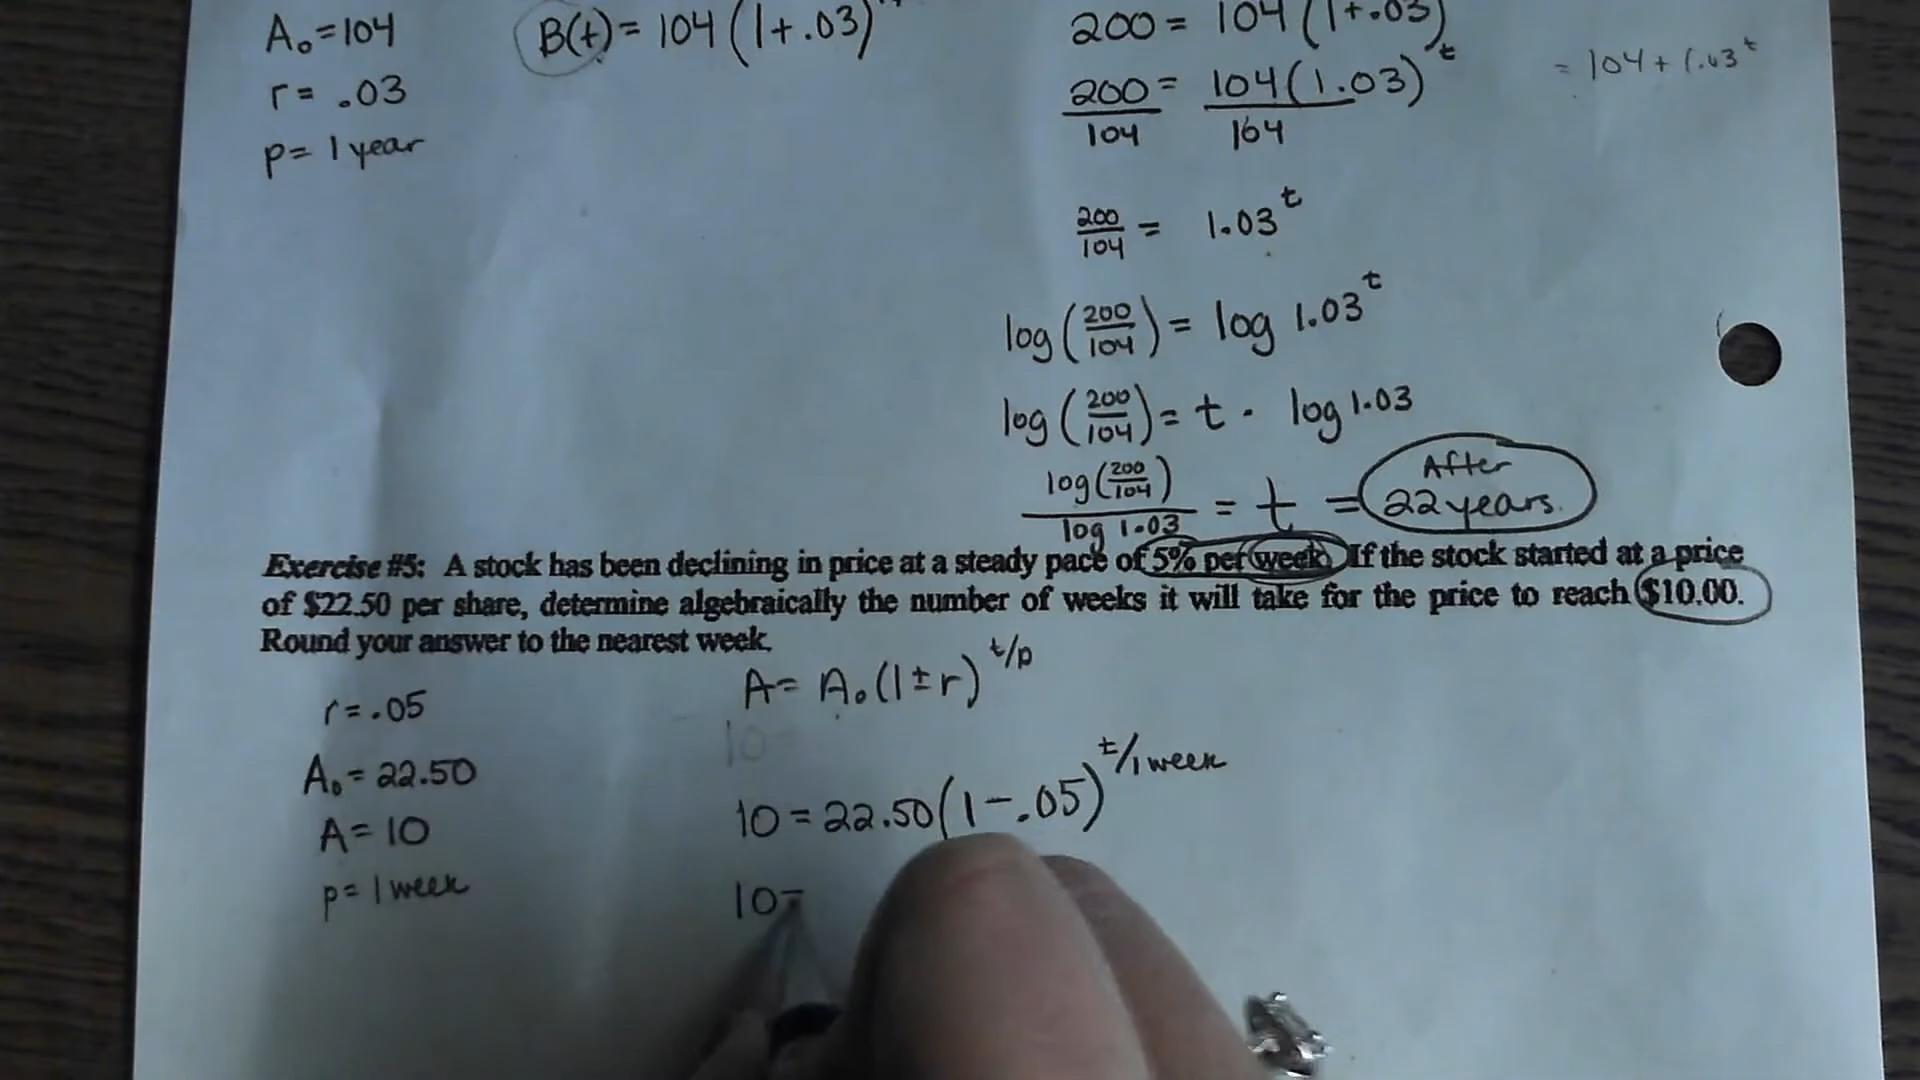 A₀=104
r= .03
p= 1 year
B(t)= 104(1+.03)
200= 104(1+.03)
200= 104(1.03)^t
104 104
= 104+1.03^t
200/104 = 1.03^t
log(200/104)= log 1.03^t
log(200/104)= t · log 1.03
log(200/104)/log 1.03 = t = After 22 years.
Exercise #5: A stock has been declining in price at a steady pace of 5% per week. If the stock started at a price
of $22.50 per share, determine algebraically the number of weeks it will take for the price to reach $10.00.
Round your answer to the nearest week.
r=.05
A₀= 22.50
A= 10
p= 1 week
A= A₀(1±r)^t/p
10 = 22.50(1-.05)^t/1 week
10=